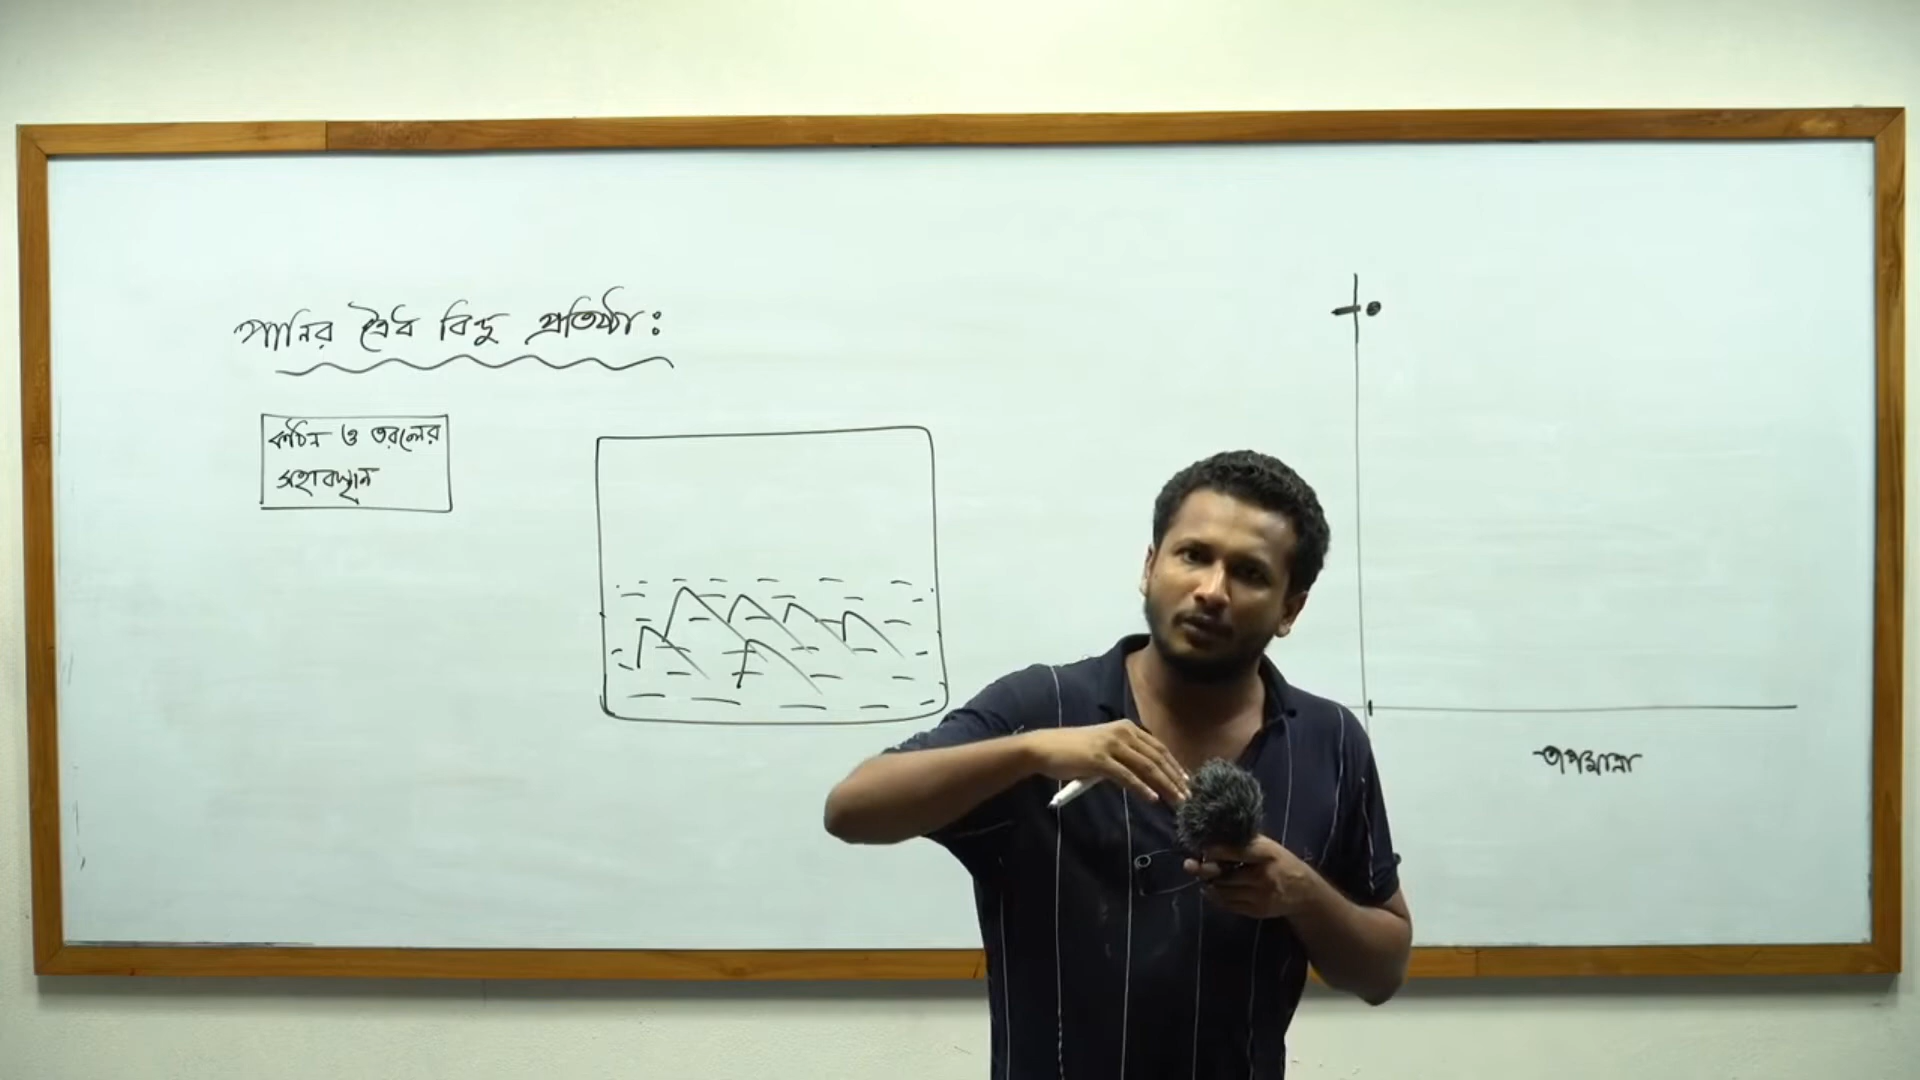 পানির ত্রৈধ বিন্দু প্রতিষ্ঠা:
কঠিন ও তরলের
সহাবস্থান
তাপমাত্রা